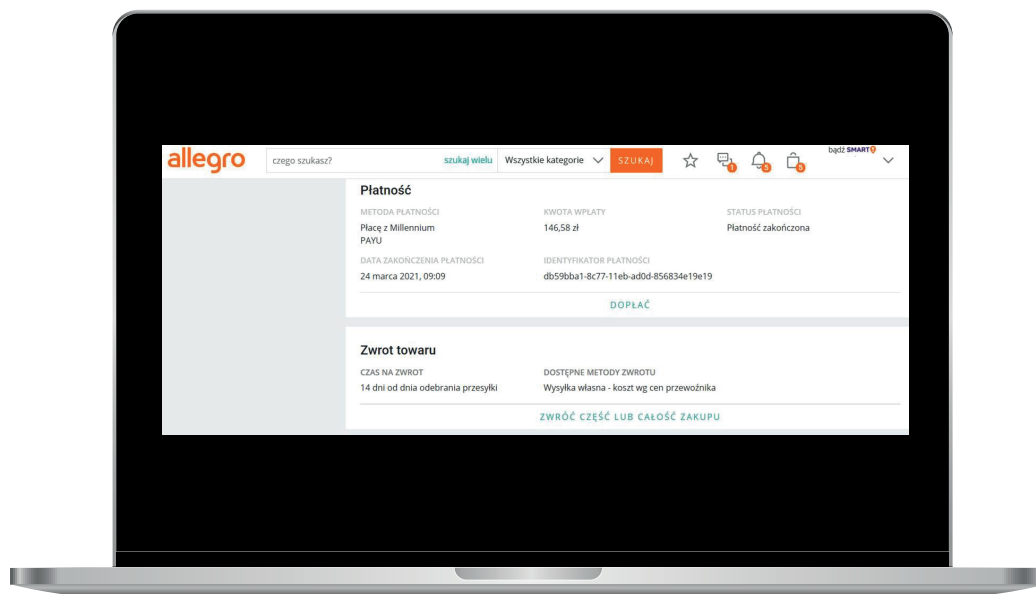 allegro
czego szukasz? szukaj wielu Wszystkie kategorie SZUKAJ 1 5 5 bądź SMART!
Płatność
METODA PŁATNOŚCI KWOTA WPŁATY STATUS PŁATNOŚCI
Płacę z Millennium 146,58 zł Płatność zakończona
PAYU
DATA ZAKOŃCZENIA PŁATNOŚCI IDENTYFIKATOR PŁATNOŚCI
24 marca 2021, 09:09 db59bba1-8c77-11eb-ad0d-856834e19e19
DOPŁAĆ
Zwrot towaru
CZAS NA ZWROT DOSTĘPNE METODY ZWROTU
14 dni od dnia odebrania przesyłki Wysyłka własna - koszt wg cen przewoźnika
ZWRÓĆ CZĘŚĆ LUB CAŁOŚĆ ZAKUPU